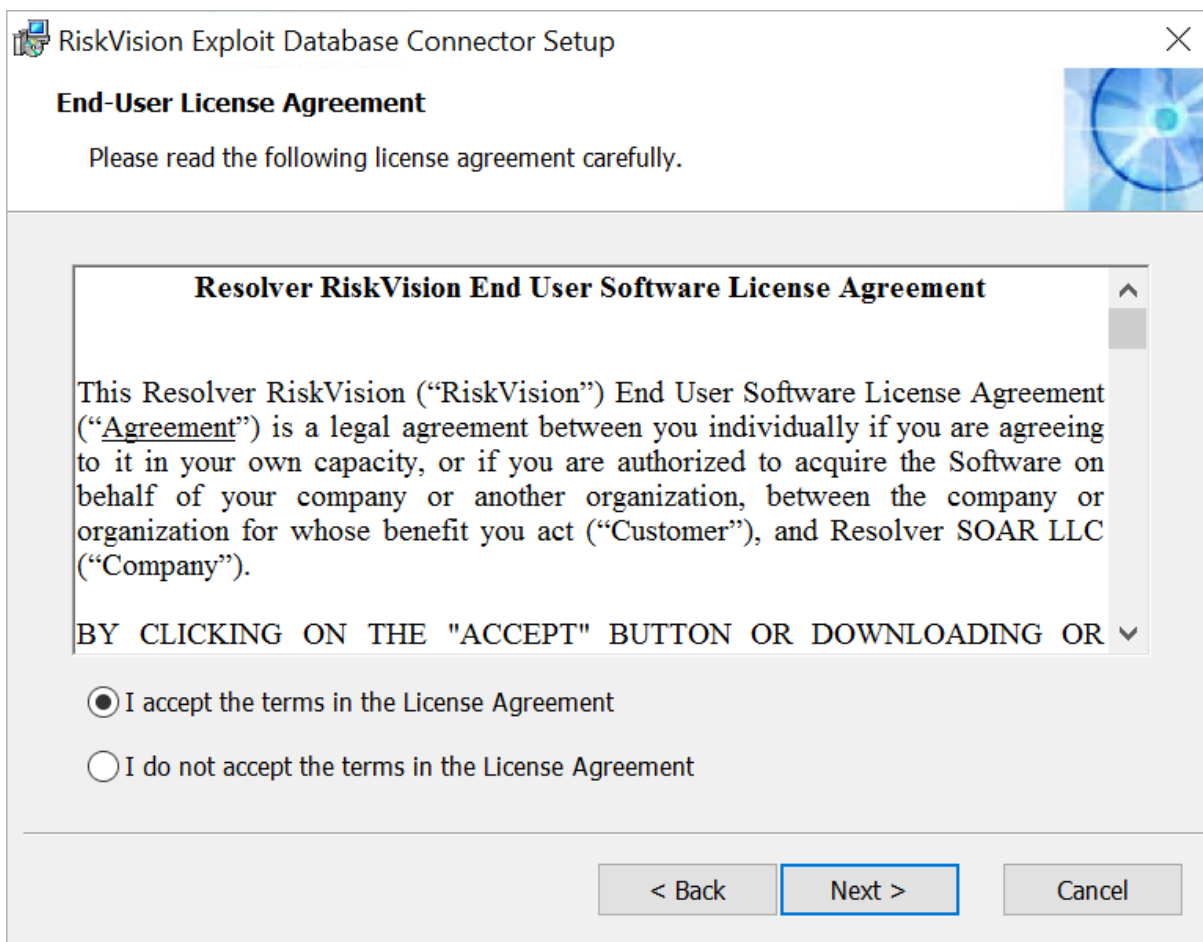 RiskVision Exploit Database Connector Setup
End-User License Agreement
Please read the following license agreement carefully.
Resolver RiskVision End User Software License Agreement
This Resolver RiskVision (“RiskVision”) End User Software License Agreement
(“Agreement”) is a legal agreement between you individually if you are agreeing
to it in your own capacity, or if you are authorized to acquire the Software on
behalf of your company or another organization, between the company or
organization for whose benefit you act (“Customer”), and Resolver SOAR LLC
(“Company”).
BY CLICKING ON THE "ACCEPT" BUTTON OR DOWNLOADING OR
I accept the terms in the License Agreement
I do not accept the terms in the License Agreement
< Back
Next >
Cancel